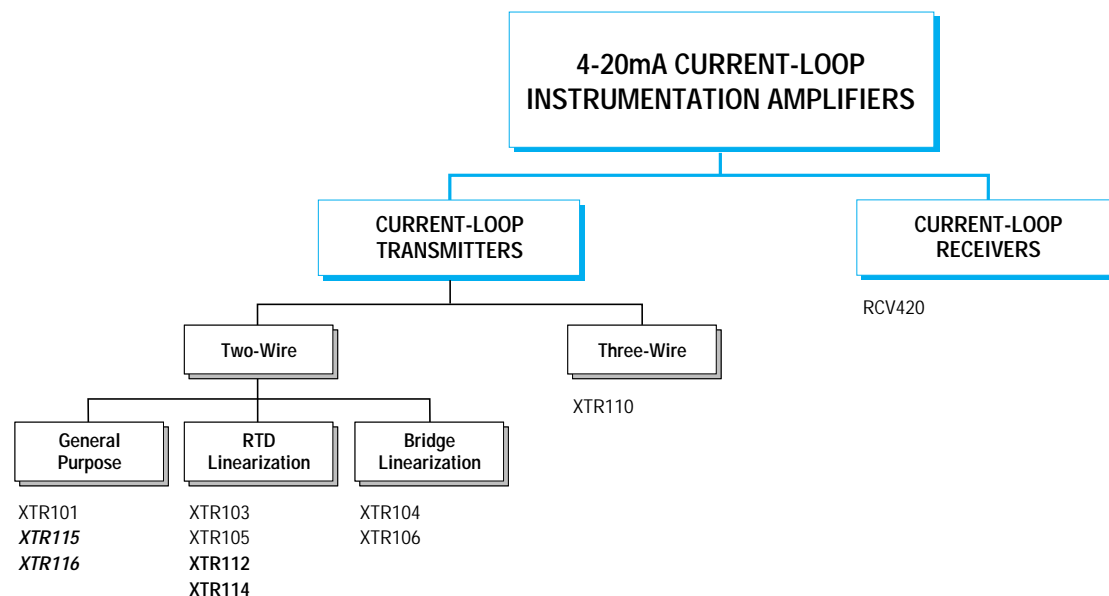 4-20mA CURRENT-LOOP
INSTRUMENTATION AMPLIFIERS
CURRENT-LOOP
TRANSMITTERS
CURRENT-LOOP
RECEIVERS
RCV420
Two-Wire
Three-Wire
XTR110
General
Purpose
RTD
Linearization
Bridge
Linearization
XTR101
XTR115
XTR116
XTR103
XTR105
XTR112
XTR114
XTR104
XTR106